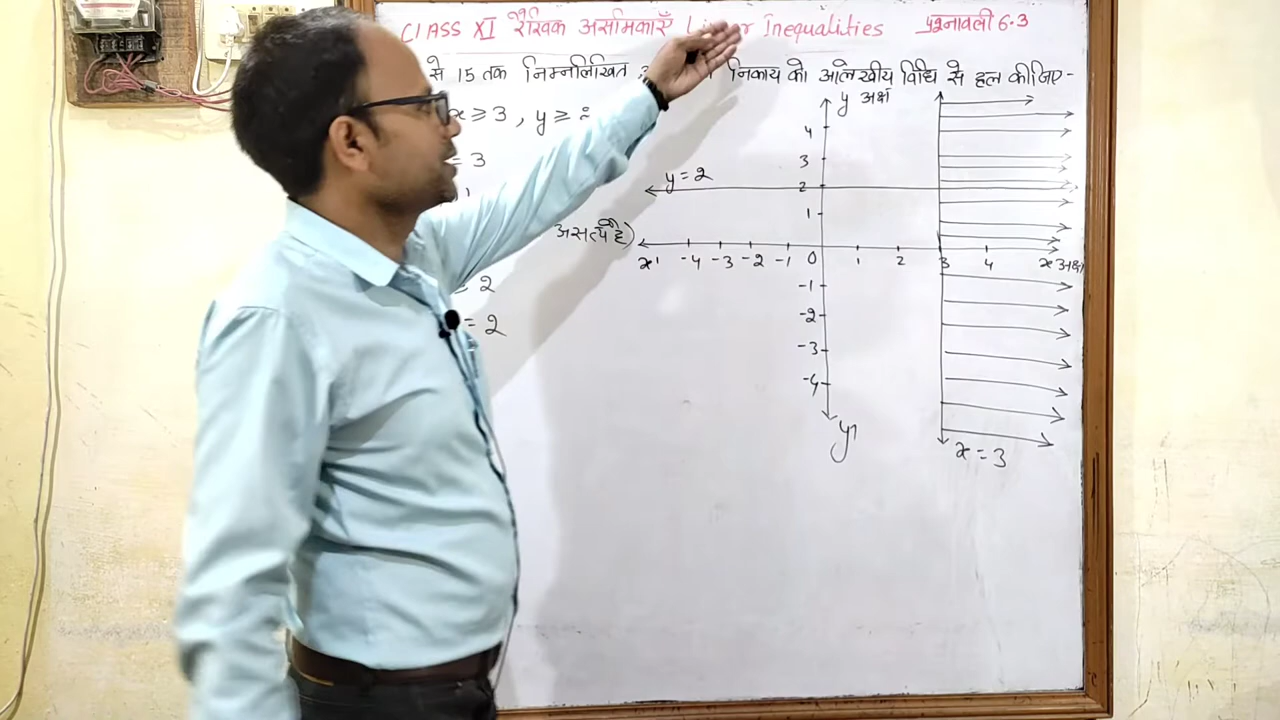 CLASS XI रैखिक असमिकाएँ Linear Inequalities प्रश्नावली 6.3
से 15 तक निम्नलिखित निकाय को आलेखीय विधि से हल कीजिए-
x ≥ 3 , y ≥ 2
= 3
असत्य है)
= 2
= 2
y अक्ष
4
3
y = 2
2
1
x' -4 -3 -2 -1 0 1 2 3 4 x अक्ष
-1
-2
-3
-4
y'
x = 3